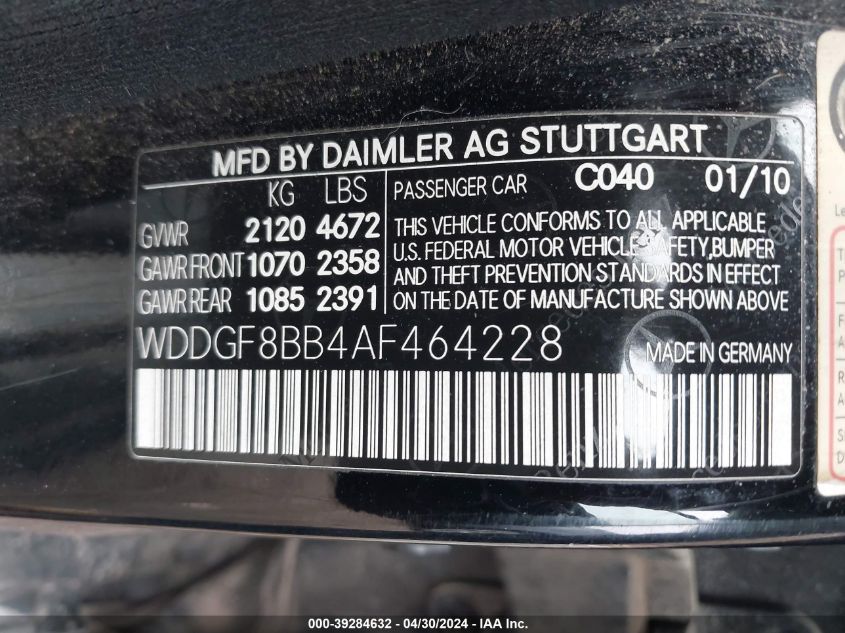 MFD BY DAIMLER AG STUTTGART
KG LBS
GVWR 2120 4672
GAWR FRONT 1070 2358
GAWR REAR 1085 2391
PASSENGER CAR C040 01/10
THIS VEHICLE CONFORMS TO ALL APPLICABLE
U.S. FEDERAL MOTOR VEHICLE SAFETY,BUMPER
AND THEFT PREVENTION STANDARDS IN EFFECT
ON THE DATE OF MANUFACTURE SHOWN ABOVE
WDDGF8BB4AF464228
MADE IN GERMANY
000-39284632 - 04/30/2024 - IAA Inc.